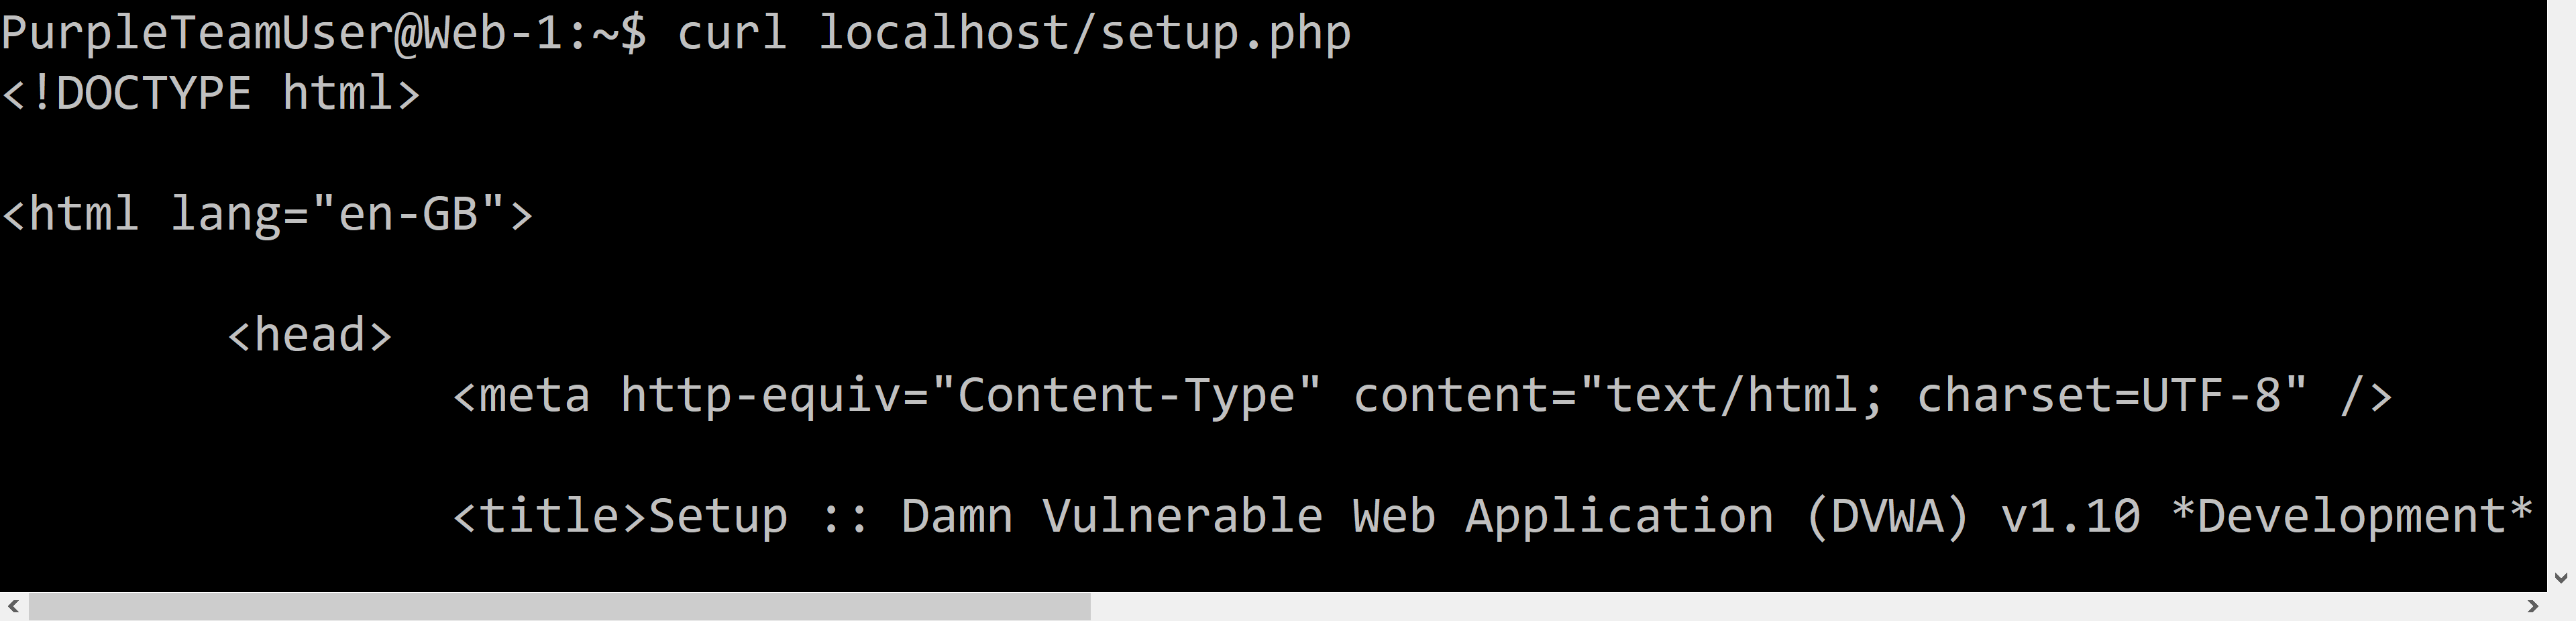 PurpleTeamUser@Web-1:~$ curl localhost/setup.php
<!DOCTYPE html>
<html lang="en-GB">
<head>
<meta http-equiv="Content-Type" content="text/html; charset=UTF-8" />
<title>Setup :: Damn Vulnerable Web Application (DVWA) v1.10 *Development*